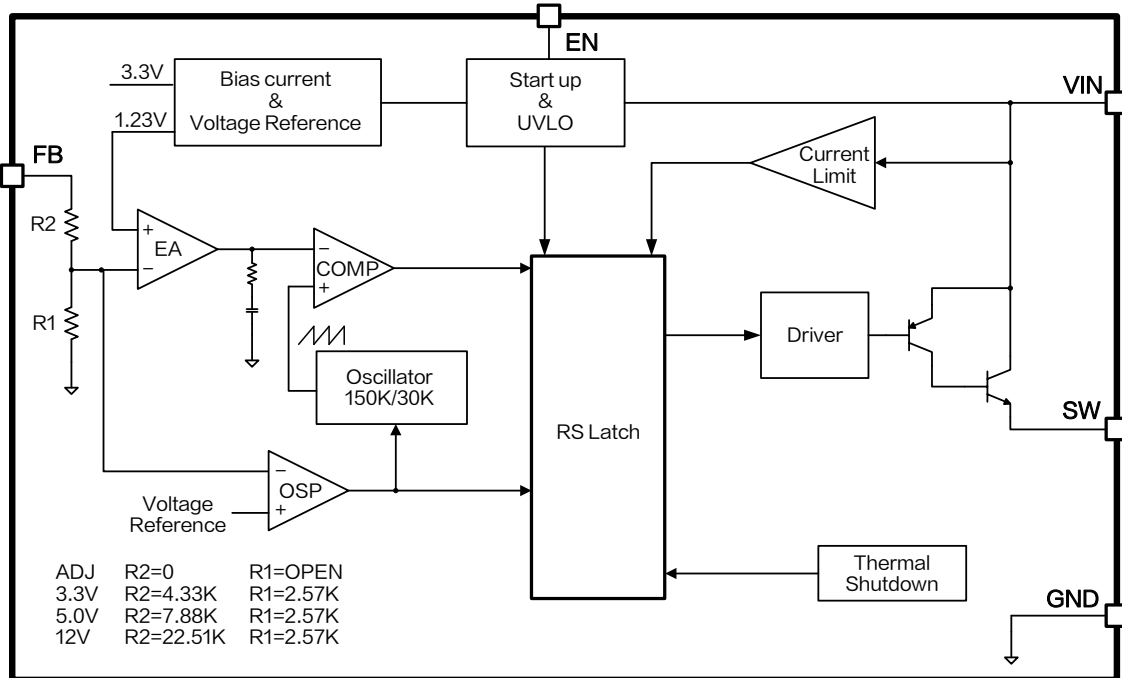 EN
3.3V
Bias current
&
Voltage Reference
Start up
&
UVLO
VIN
1.23V
FB
Current
Limit
R2
+
EA
−
−
COMP
+
R1
Oscillator
150K/30K
Driver
SW
RS Latch
−
OSP
+
Voltage
Reference
Thermal
Shutdown
ADJ R2=0 R1=OPEN
3.3V R2=4.33K R1=2.57K
5.0V R2=7.88K R1=2.57K
12V R2=22.51K R1=2.57K
GND